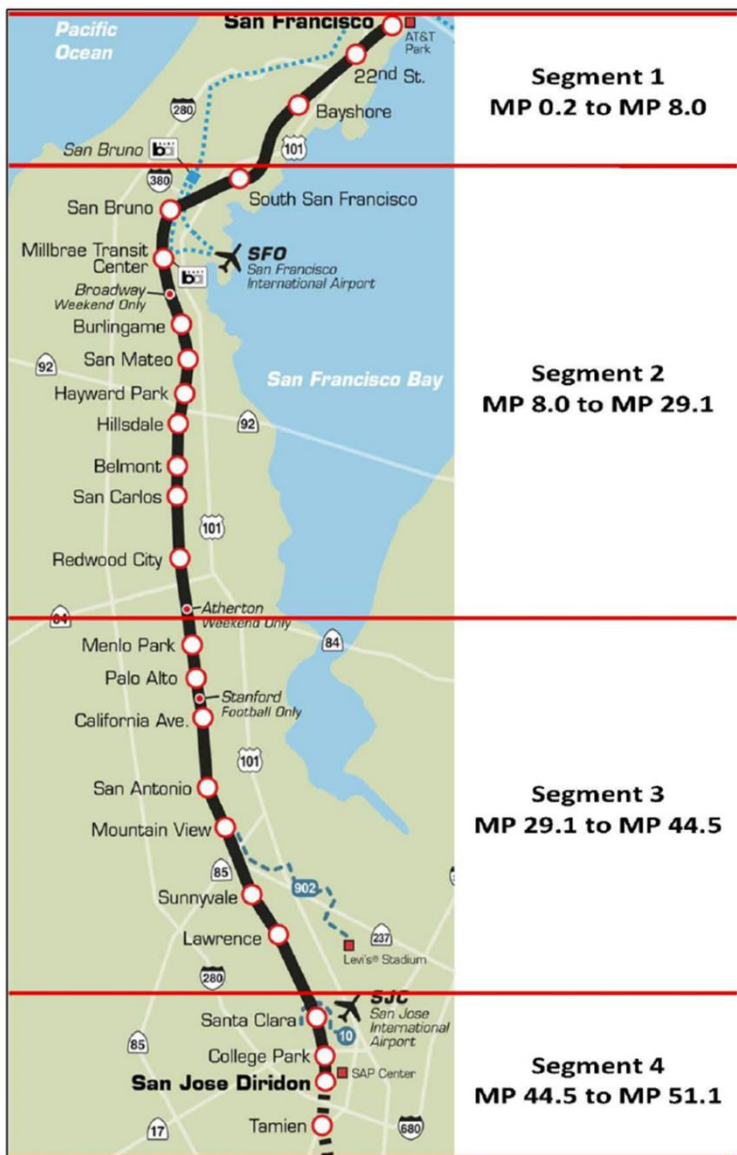 San Francisco
AT&T
Park
Pacific
Ocean
22nd St.
Bayshore
Segment 1
MP 0.2 to MP 8.0
280
101
San Bruno
ba
380
South San Francisco
San Bruno
Millbrae Transit
Center
ba
SFO
San Francisco
International Airport
Broadway
Weekend Only
Burlingame
San Mateo
92
Hayward Park
San Francisco Bay
Segment 2
MP 8.0 to MP 29.1
Hillsdale
92
Belmont
San Carlos
101
Redwood City
Atherton
Weekend Only
84
84
Menlo Park
Palo Alto
Stanford
Football Only
California Ave.
101
San Antonio
Mountain View
Segment 3
MP 29.1 to MP 44.5
85
902
Sunnyvale
Lawrence
237
Levi's® Stadium
280
SJC
San Jose
International
Airport
Santa Clara
10
85
College Park
SAP Center
San Jose Diridon
Segment 4
MP 44.5 to MP 51.1
Tamien
17
680